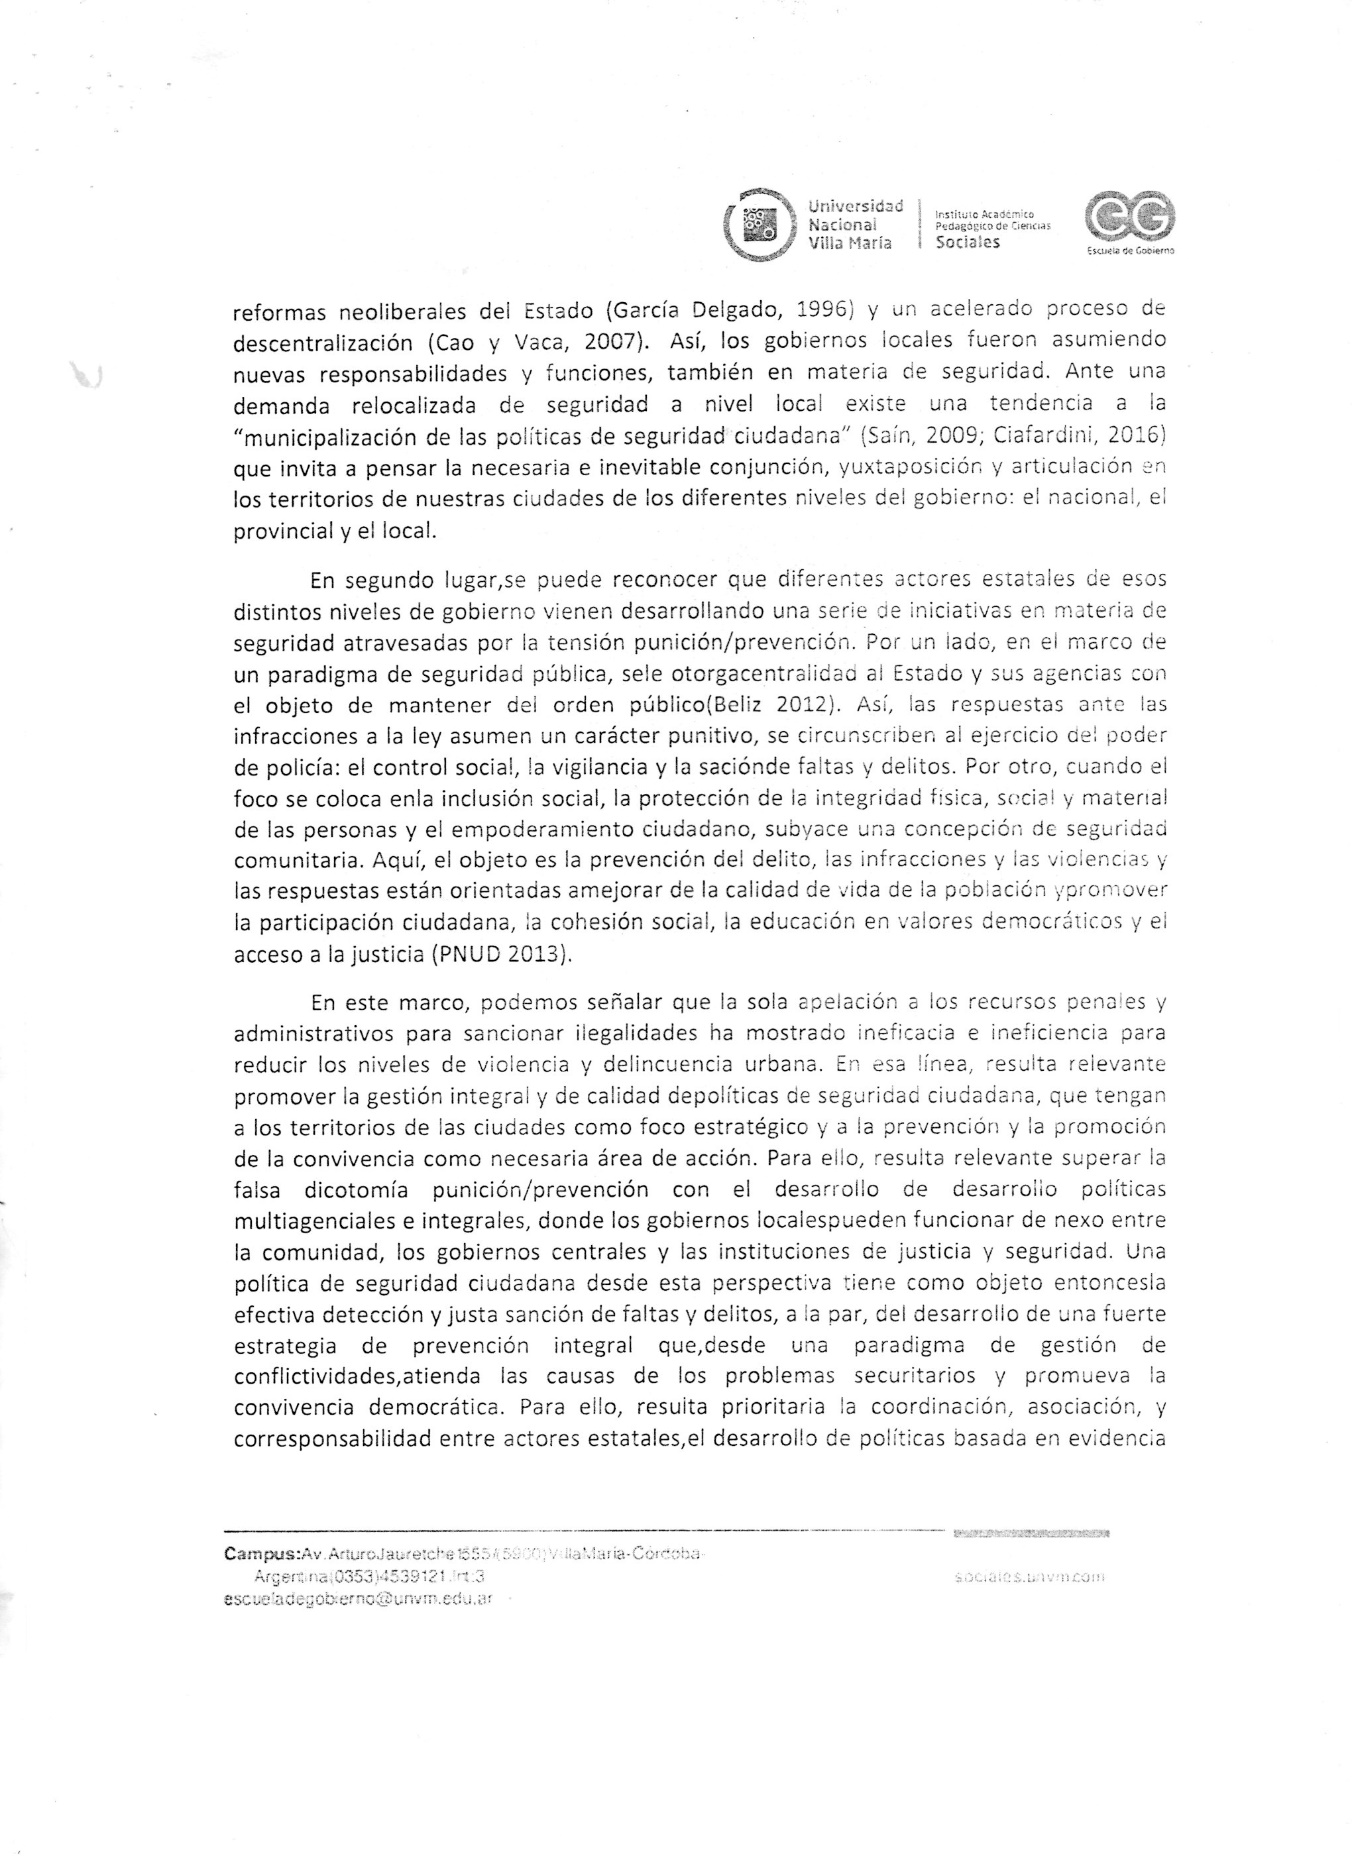 Universidad
Nacional
Villa María
Instituto Académico
Pedagógico de Ciencias
Sociales
Escuela de Gobierno
reformas neoliberales del Estado (García Delgado, 1996) y un acelerado proceso de
descentralización (Cao y Vaca, 2007). Así, los gobiernos locales fueron asumiendo
nuevas responsabilidades y funciones, también en materia de seguridad. Ante una
demanda relocalizada de seguridad a nivel local existe una tendencia a la
“municipalización de las políticas de seguridad ciudadana” (Saín, 2009; Ciafardini, 2016)
que invita a pensar la necesaria e inevitable conjunción, yuxtaposición y articulación en
los territorios de nuestras ciudades de los diferentes niveles del gobierno: el nacional, el
provincial y el local.
En segundo lugar,se puede reconocer que diferentes actores estatales de esos
distintos niveles de gobierno vienen desarrollando una serie de iniciativas en materia de
seguridad atravesadas por la tensión punición/prevención. Por un lado, en el marco de
un paradigma de seguridad pública, sele otorgacentralidad al Estado y sus agencias con
el objeto de mantener del orden público(Beliz 2012). Así, las respuestas ante las
infracciones a la ley asumen un carácter punitivo, se circunscriben al ejercicio del poder
de policía: el control social, la vigilancia y la saciónde faltas y delitos. Por otro, cuando el
foco se coloca enla inclusión social, la protección de la integridad física, social y material
de las personas y el empoderamiento ciudadano, subyace una concepción de seguridad
comunitaria. Aquí, el objeto es la prevención del delito, las infracciones y las violencias y
las respuestas están orientadas amejorar de la calidad de vida de la población ypromover
la participación ciudadana, la cohesión social, la educación en valores democráticos y el
acceso a la justicia (PNUD 2013).
En este marco, podemos señalar que la sola apelación a los recursos penales y
administrativos para sancionar ilegalidades ha mostrado ineficacia e ineficiencia para
reducir los niveles de violencia y delincuencia urbana. En esa línea, resulta relevante
promover la gestión integral y de calidad depolíticas de seguridad ciudadana, que tengan
a los territorios de las ciudades como foco estratégico y a la prevención y la promoción
de la convivencia como necesaria área de acción. Para ello, resulta relevante superar la
falsa dicotomía punición/prevención con el desarrollo de desarrollo políticas
multiagenciales e integrales, donde los gobiernos localespueden funcionar de nexo entre
la comunidad, los gobiernos centrales y las instituciones de justicia y seguridad. Una
política de seguridad ciudadana desde esta perspectiva tiene como objeto entoncesla
efectiva detección y justa sanción de faltas y delitos, a la par, del desarrollo de una fuerte
estrategia de prevención integral que,desde una paradigma de gestión de
conflictividades,atienda las causas de los problemas securitarios y promueva la
convivencia democrática. Para ello, resulta prioritaria la coordinación, asociación, y
corresponsabilidad entre actores estatales,el desarrollo de políticas basada en evidencia
Campus:Av.ArturoJauretche1555(5900)VillaMaría-Córdoba-
Argentina(0353)4539121
sociales.unvm.com
escueladegobierno@unvm.edu.ar